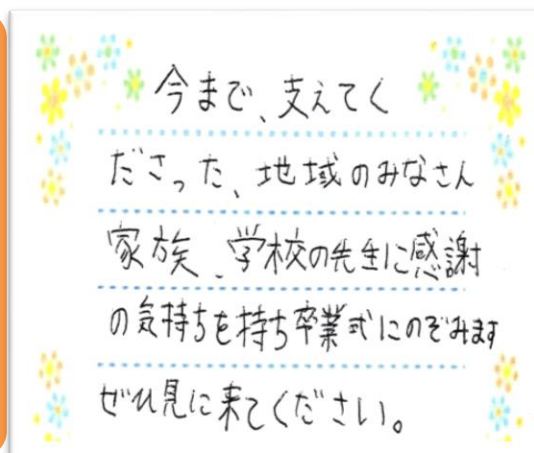 今まで、支えてく
ださった、地域のみなさん
家族、学校の先生に感謝
の気持ちを持ち卒業式にのぞみます
ぜひ見に来てください。